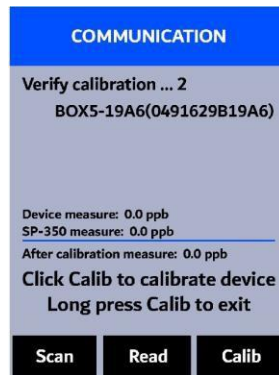 COMMUNICATION
Verify calibration ... 2
BOX5-19A6(0491629B19A6)
Device measure: 0.0 ppb
SP-350 measure: 0.0 ppb
After calibration measure: 0.0 ppb
Click Calib to calibrate device
Long press Calib to exit
Scan Read Calib